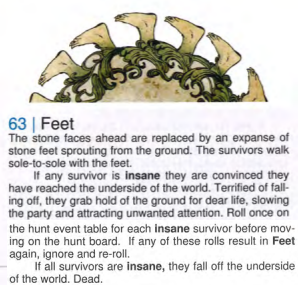 63 | Feet
The stone faces ahead are replaced by an expanse of
stone feet sprouting from the ground. The survivors walk
sole-to-sole with the feet.
If any survivor is insane they are convinced they
have reached the underside of the world. Terrified of fall-
ing off, they grab hold of the ground for dear life, slowing
the party and attracting unwanted attention. Roll once on
the hunt event table for each insane survivor before mov-
ing on the hunt board. If any of these rolls result in Feet
again, ignore and re-roll.
If all survivors are insane, they fall off the underside
of the world. Dead.